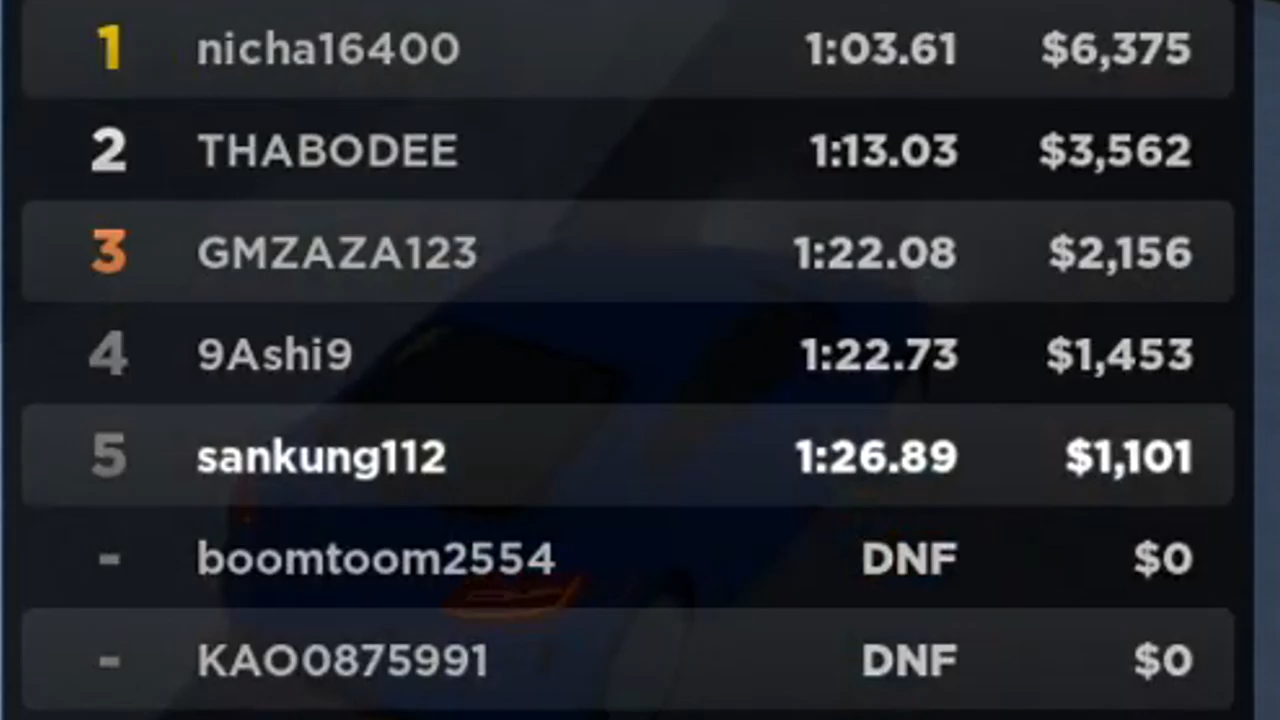 1 nicha16400 1:03.61 $6,375
2 THABODEE 1:13.03 $3,562
3 GMZAZA123 1:22.08 $2,156
4 9Ashi9 1:22.73 $1,453
5 sankung112 1:26.89 $1,101
- boomtoom2554 DNF $0
- KAO0875991 DNF $0